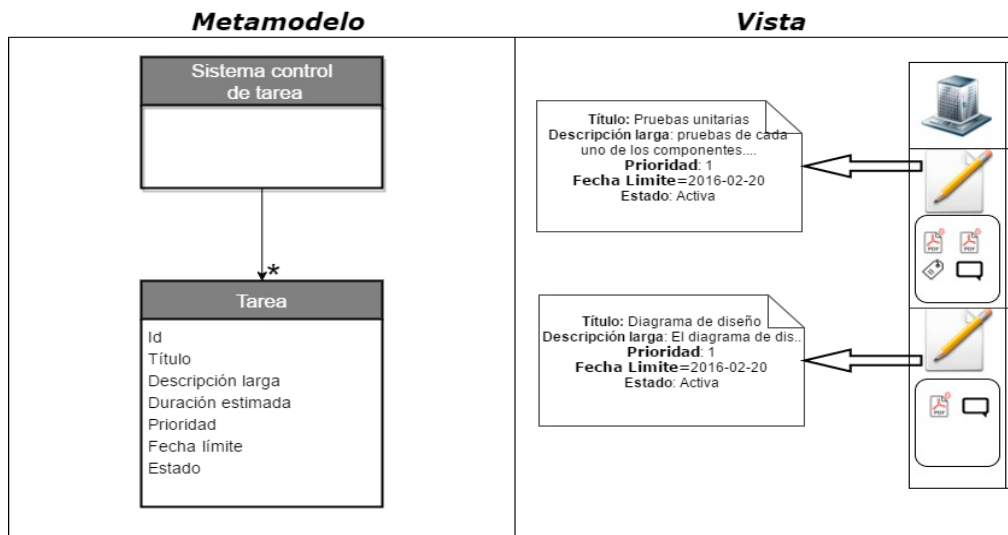 Metamodelo
Vista
Sistema control
de tarea
*
Tarea
Id
Título
Descripción larga
Duración estimada
Prioridad
Fecha límite
Estado
Título: Pruebas unitarias
Descripción larga: pruebas de cada
uno de los componentes....
Prioridad: 1
Fecha Limite=2016-02-20
Estado: Activa
PDF
PDF
Título: Diagrama de diseño
Descripción larga: El diagrama de dis..
Prioridad: 1
Fecha Limite=2016-02-20
Estado: Activa
PDF